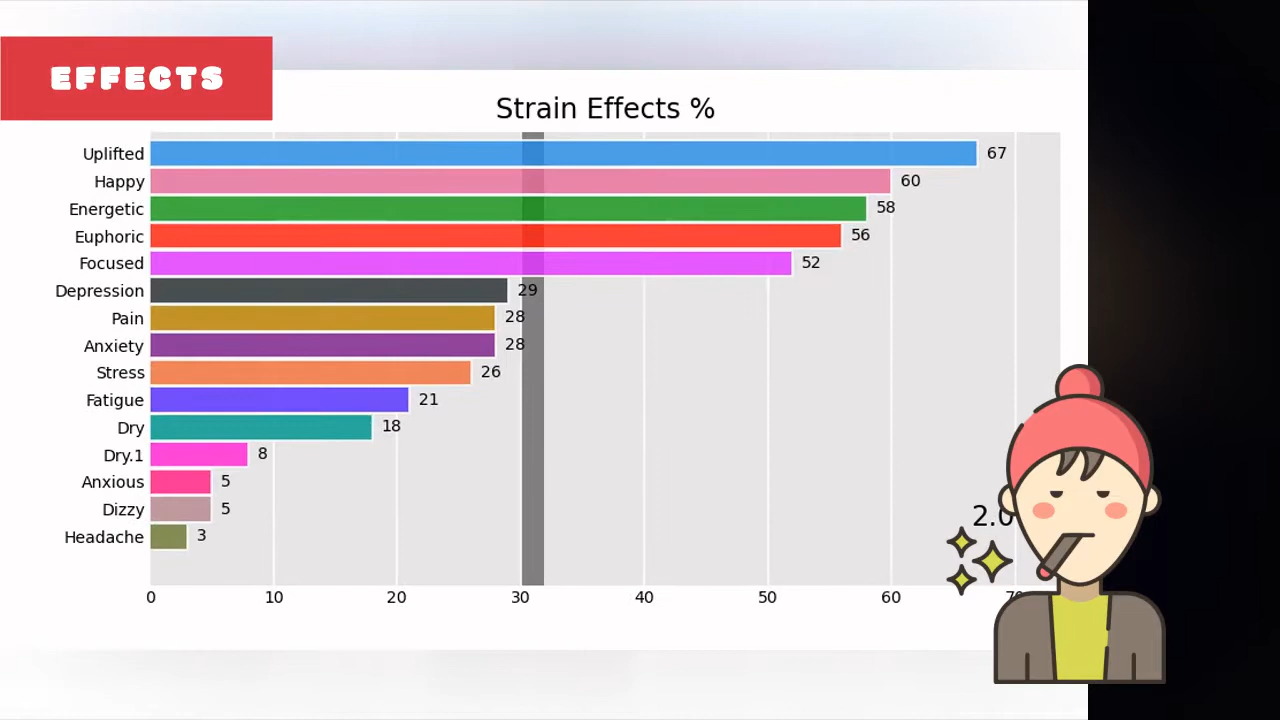 EFFECTS
Strain Effects %
Uplifted 67
Happy 60
Energetic 58
Euphoric 56
Focused 52
Depression 29
Pain 28
Anxiety 28
Stress 26
Fatigue 21
Dry 18
Dry.1 8
Anxious 5
Dizzy 5
Headache 3
2.0
0 10 20 30 40 50 60